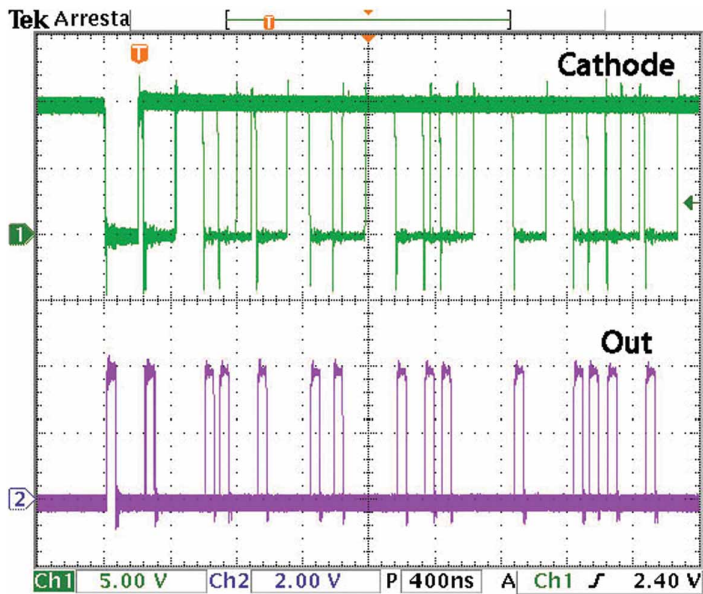 Tek Arresta
T
T
Cathode
1
Out
2
Ch1 5.00 V Ch2 2.00 V P 400ns A Ch1 2.40 V